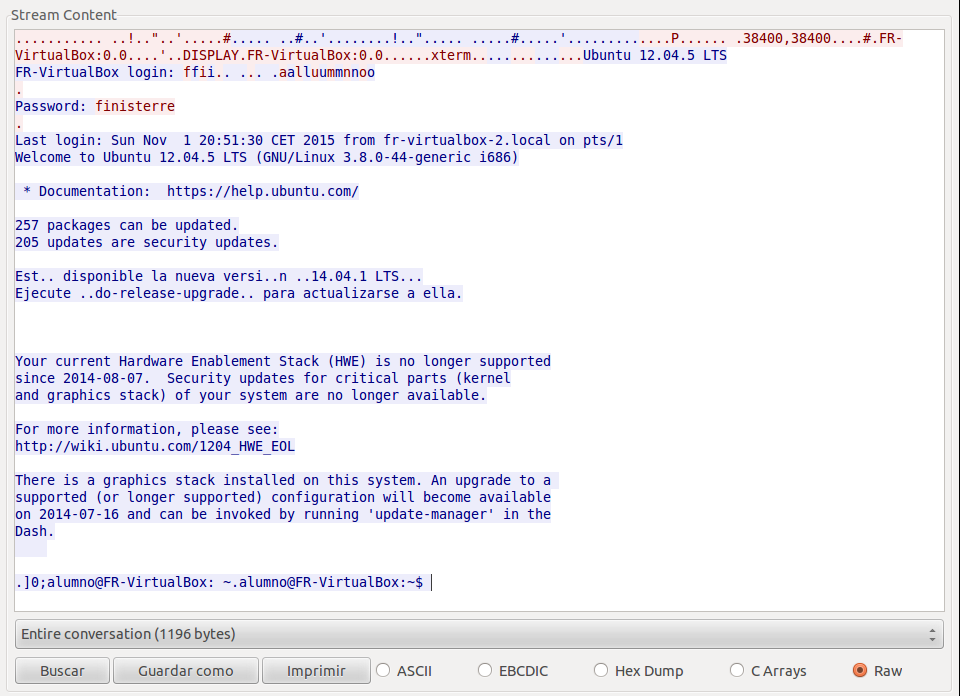 Stream Content
........... ..!.."..'.....#..... ..#..'........!.."..... .....#.....'.............P...... .38400,38400....#.FR-
VirtualBox:0.0....'..DISPLAY.FR-VirtualBox:0.0......xterm..............Ubuntu 12.04.5 LTS
FR-VirtualBox login: ffii.. ... .aalluummnnoo
.
Password: finisterre
.
Last login: Sun Nov  1 20:51:30 CET 2015 from fr-virtualbox-2.local on pts/1
Welcome to Ubuntu 12.04.5 LTS (GNU/Linux 3.8.0-44-generic i686)
* Documentation:  https://help.ubuntu.com/
257 packages can be updated.
205 updates are security updates.
Est.. disponible la nueva versi..n ..14.04.1 LTS...
Ejecute ..do-release-upgrade.. para actualizarse a ella.
Your current Hardware Enablement Stack (HWE) is no longer supported
since 2014-08-07.  Security updates for critical parts (kernel
and graphics stack) of your system are no longer available.
For more information, please see:
http://wiki.ubuntu.com/1204_HWE_EOL
There is a graphics stack installed on this system. An upgrade to a
supported (or longer supported) configuration will become available
on 2014-07-16 and can be invoked by running 'update-manager' in the
Dash.
.]0;alumno@FR-VirtualBox: ~.alumno@FR-VirtualBox:~$
Entire conversation (1196 bytes)
Buscar Guardar como Imprimir ASCII EBCDIC Hex Dump C Arrays Raw